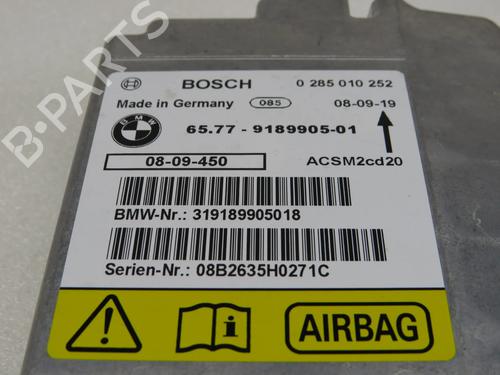 B-PARTS
BOSCH 0 285 010 252
Made in Germany 085 08-09-19
BMW 65.77 - 9189905-01
08-09-450 ACSM2cd20
BMW-Nr.: 319189905018
Serien-Nr.: 08B2635H0271C
AIRBAG